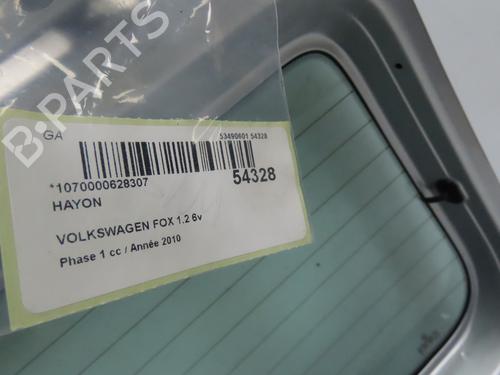 B-PARTS
GA
53490601 54328
*1070000628307
54328
HAYON
VOLKSWAGEN FOX 1.2 6v
Phase 1 cc / Année 2010